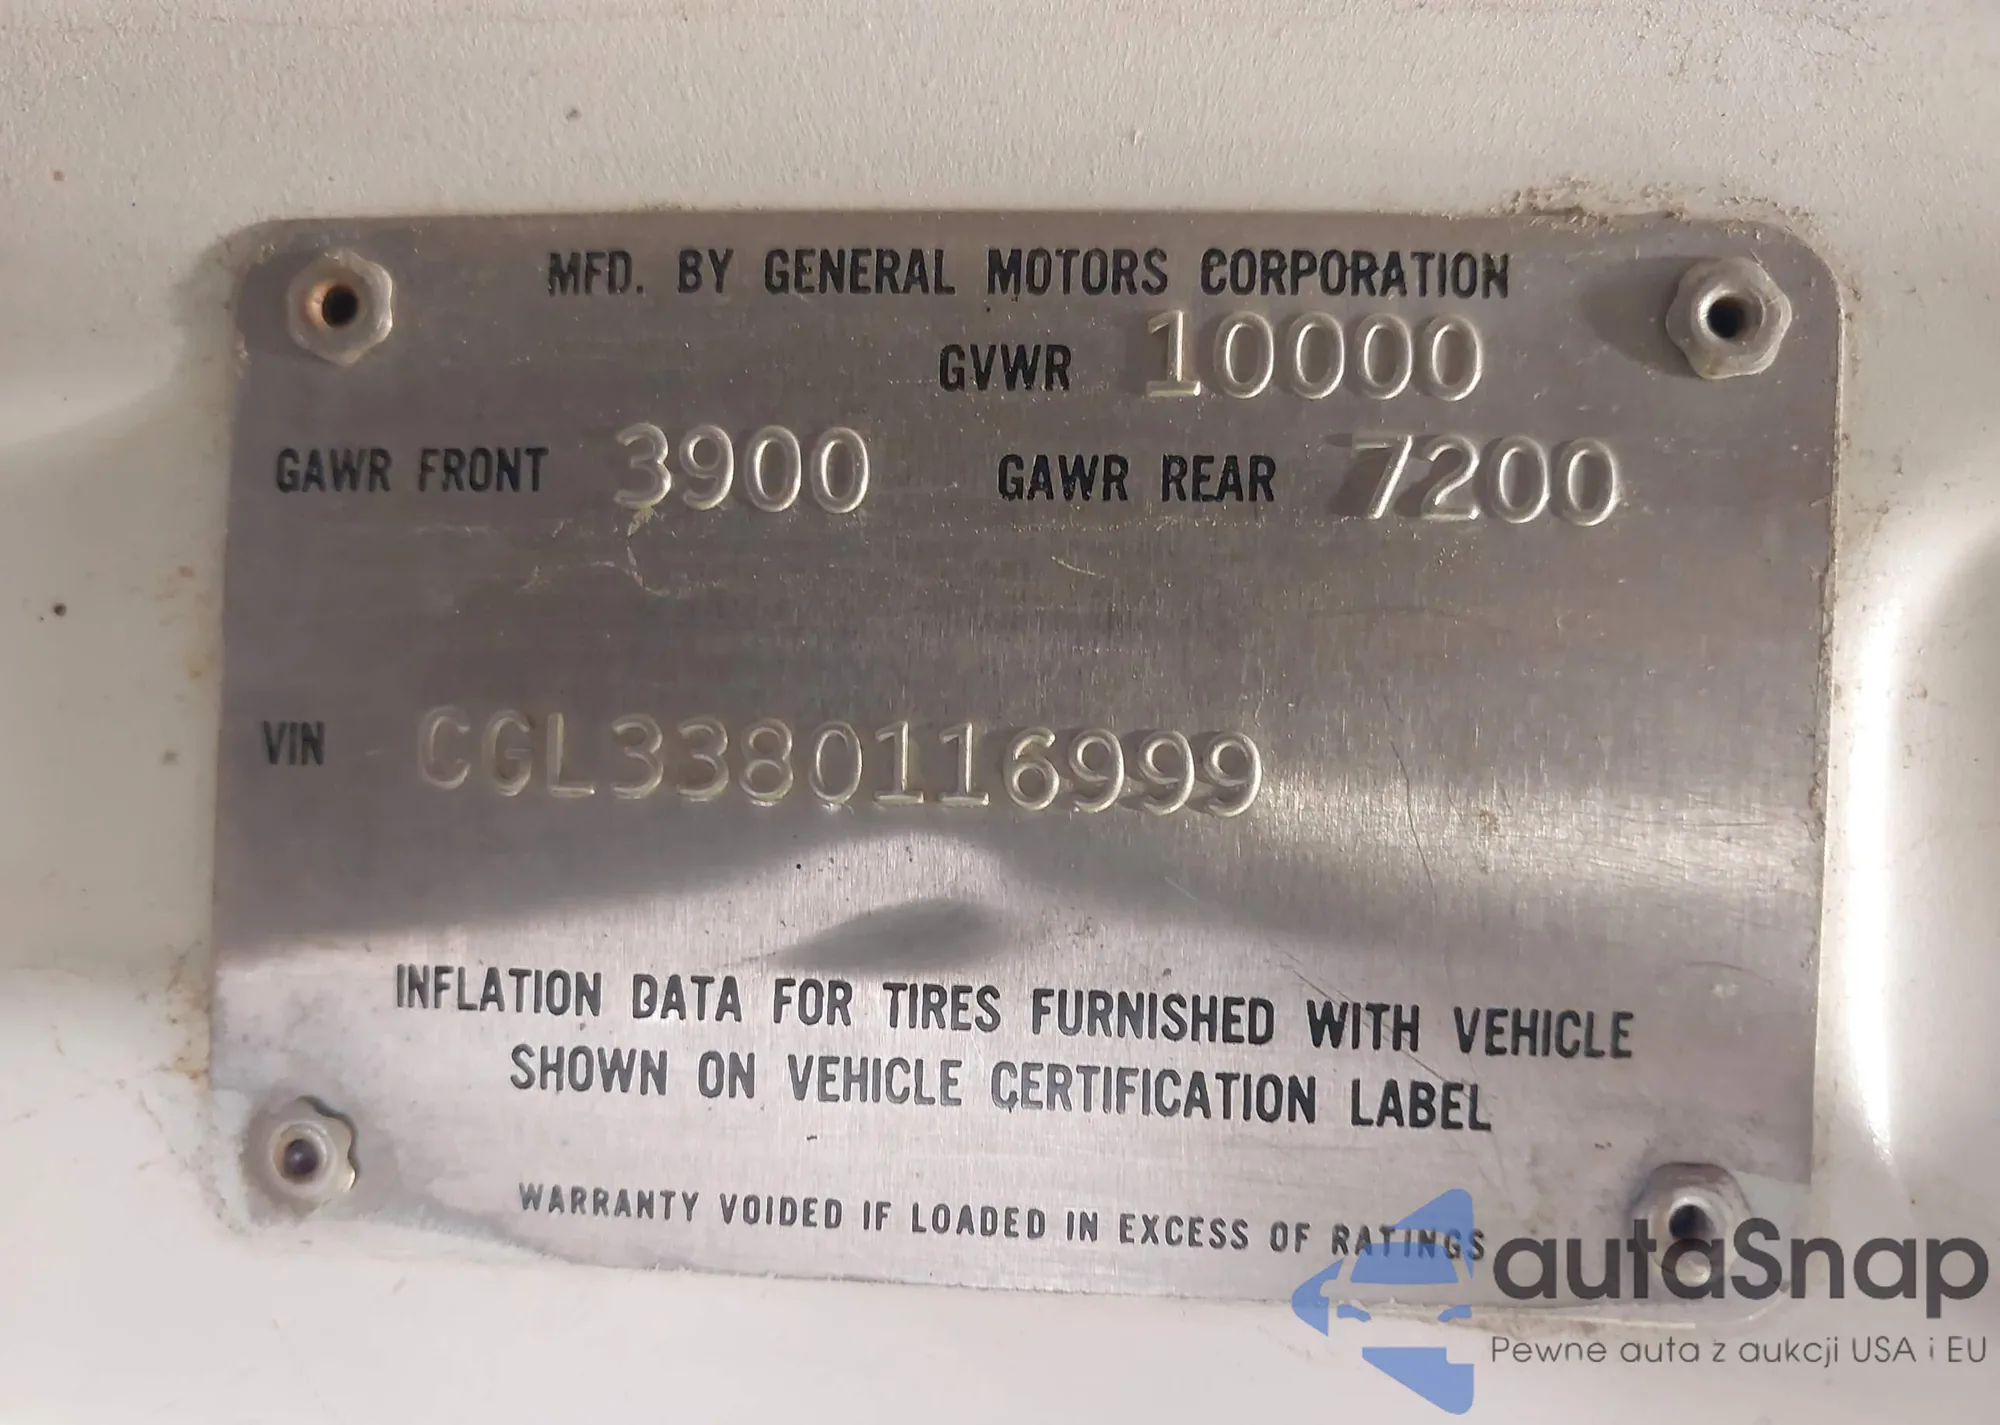 MFD. BY GENERAL MOTORS CORPORATION
GVWR 10000
GAWR FRONT 3900 GAWR REAR 7200
VIN CGL3380116999
INFLATION DATA FOR TIRES FURNISHED WITH VEHICLE
SHOWN ON VEHICLE CERTIFICATION LABEL
WARRANTY VOIDED IF LOADED IN EXCESS OF RATINGS
autaSnap
Pewne auta z aukcji USA i EU